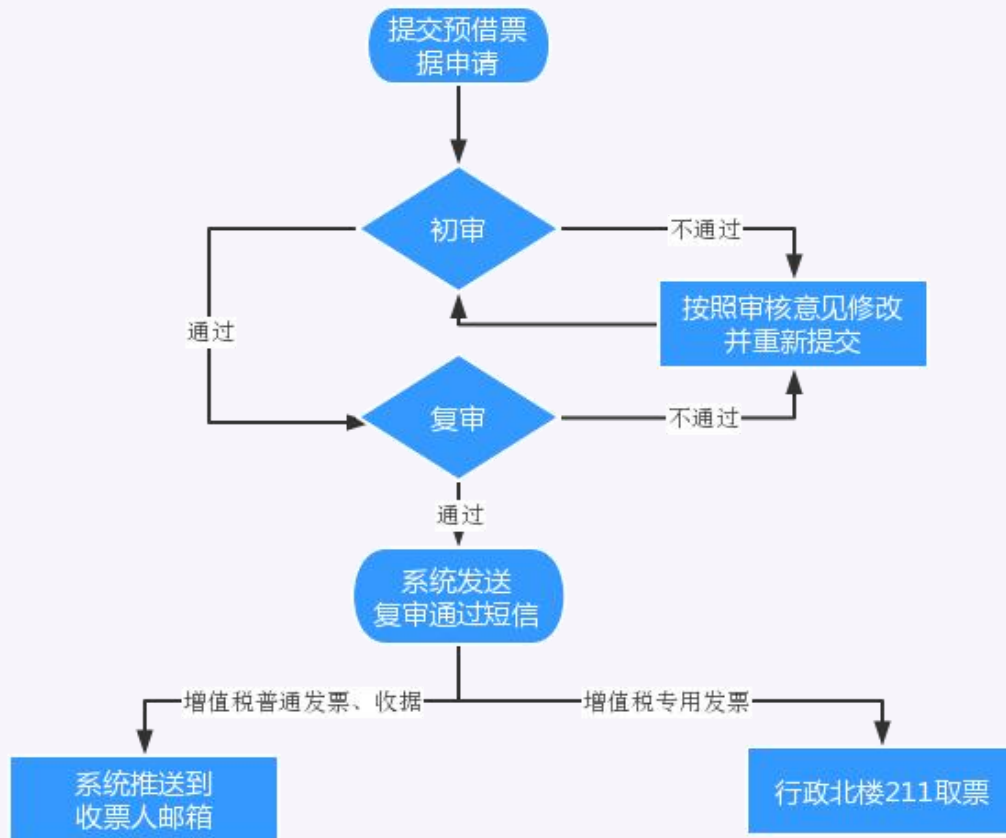 提交预借票
据申请
初审
不通过
按照审核意见修改
并重新提交
通过
复审
不通过
通过
系统发送
复审通过短信
增值税普通发票、收据
增值税专用发票
系统推送到
收票人邮箱
行政北楼211取票